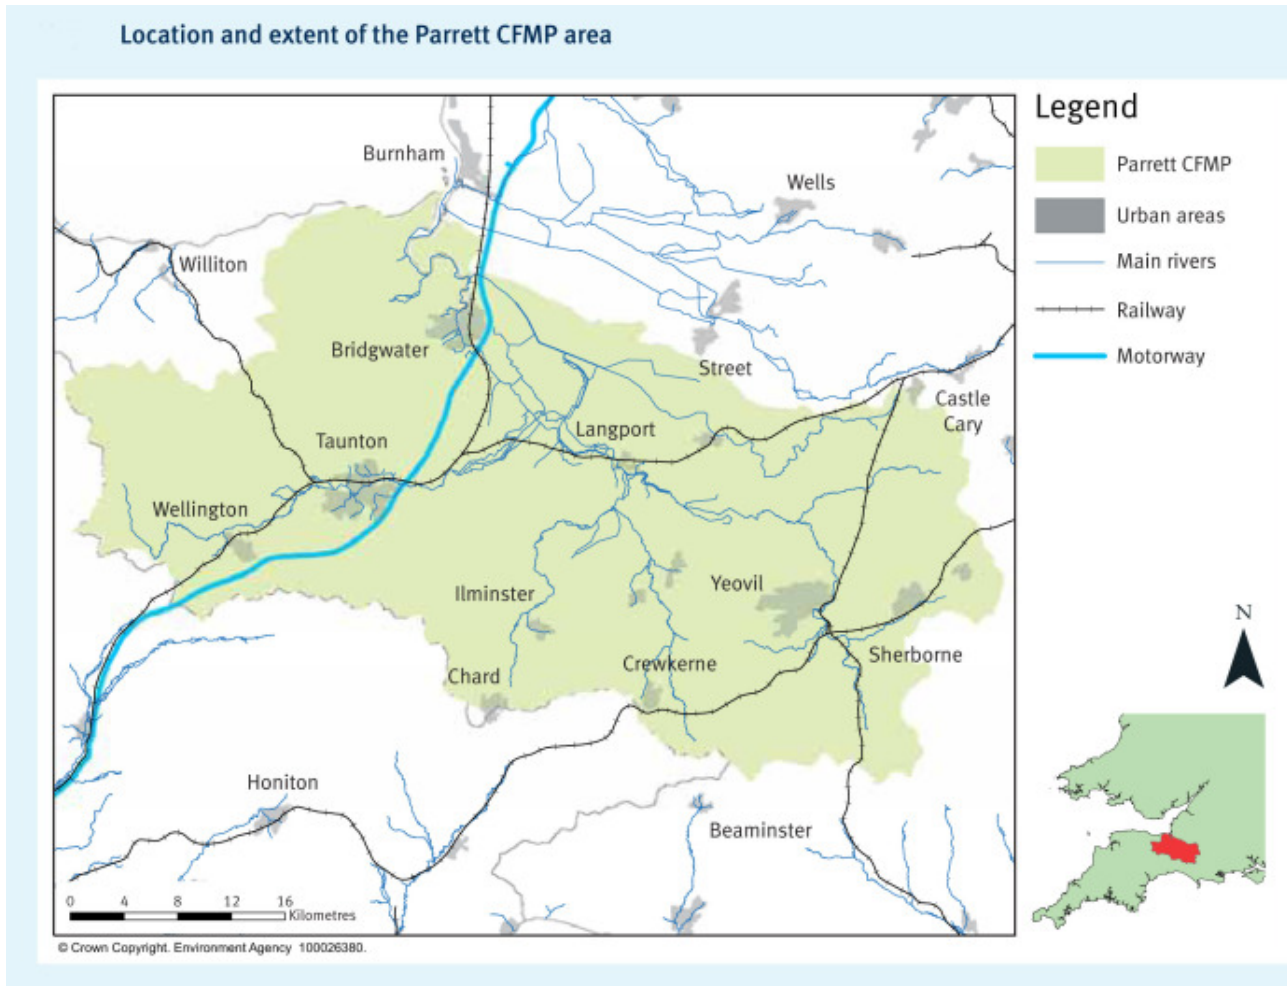 Location and extent of the Parrett CFMP area
Legend
Parrett CFMP
Urban areas
Main rivers
Railway
Motorway
Burnham
Wells
Williton
Bridgwater
Street
Castle
Cary
Langport
Taunton
Wellington
Ilminster
Yeovil
Chard
Crewkerne
Sherborne
Honiton
Beaminster
N
0 4 8 12 16
Kilometres
© Crown Copyright. Environment Agency 100026380.